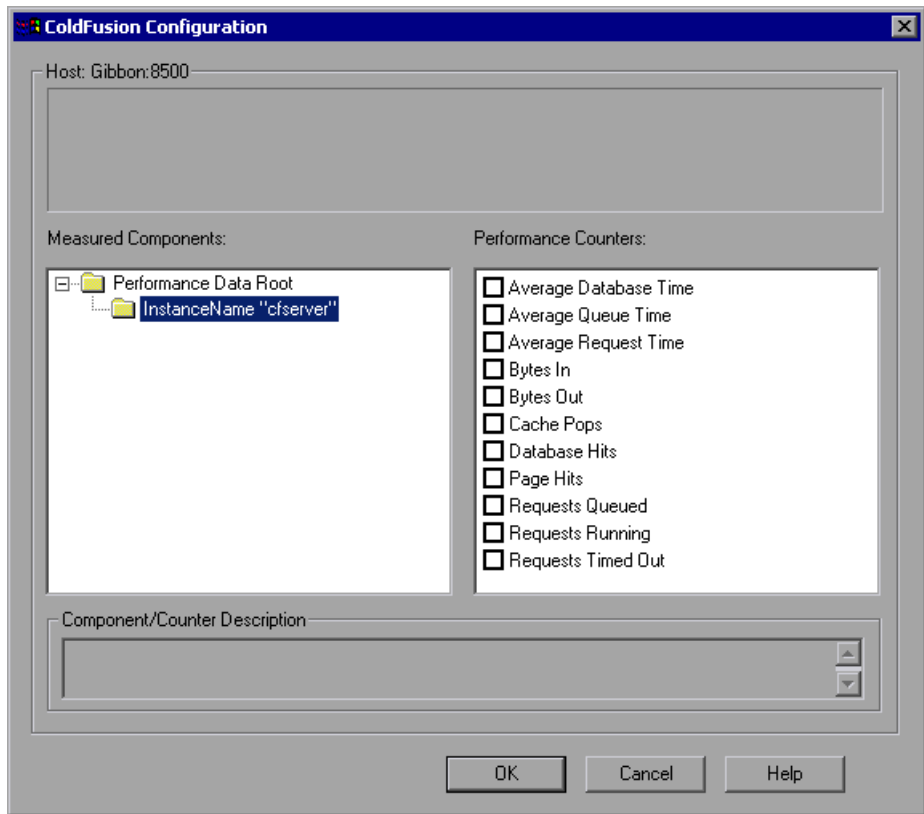 ColdFusion Configuration
Host: Gibbon:8500
Measured Components:
Performance Data Root
InstanceName "cfserver"
Performance Counters:
Average Database Time
Average Queue Time
Average Request Time
Bytes In
Bytes Out
Cache Pops
Database Hits
Page Hits
Requests Queued
Requests Running
Requests Timed Out
Component/Counter Description
OK
Cancel
Help